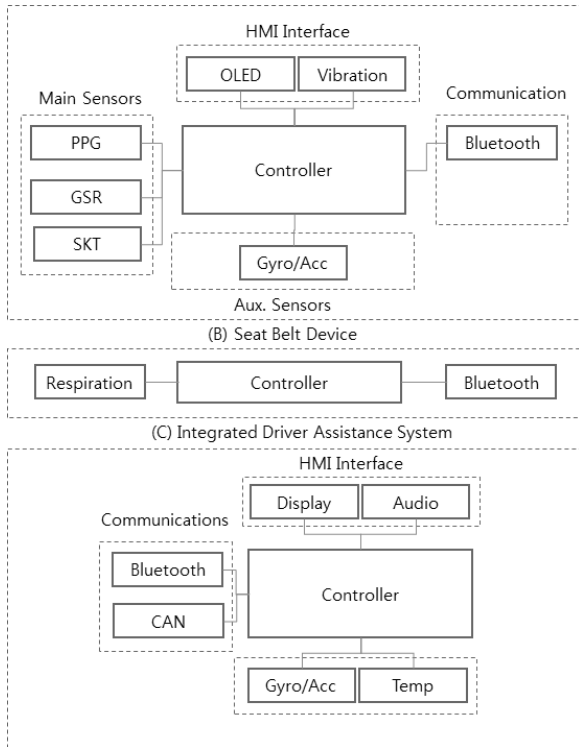 HMI Interface
OLED Vibration
Main Sensors
Communication
PPG
Bluetooth
Controller
GSR
SKT
Gyro/Acc
Aux. Sensors
(B) Seat Belt Device
Respiration Controller Bluetooth
(C) Integrated Driver Assistance System
HMI Interface
Display Audio
Communications
Bluetooth
Controller
CAN
Gyro/Acc Temp